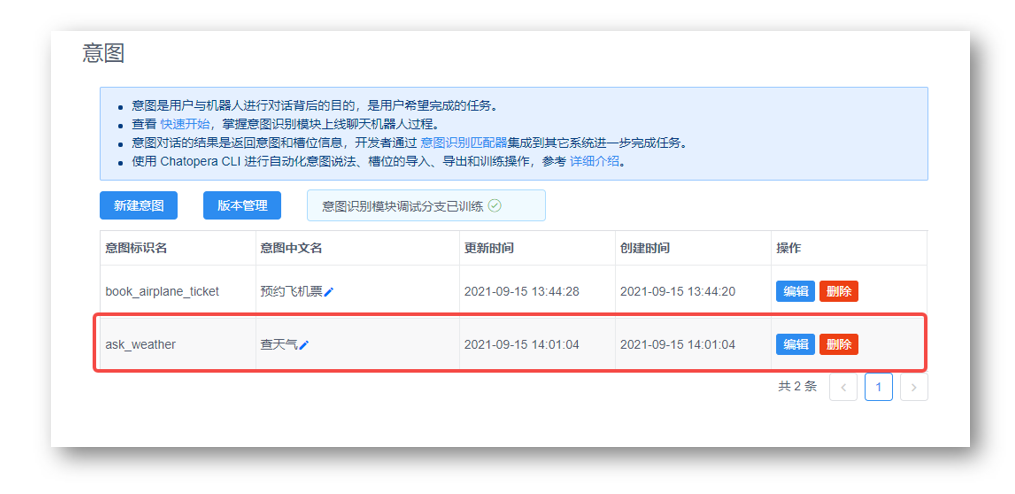 意图
意图是用户与机器人进行对话背后的目的，是用户希望完成的任务。
查看 快速开始，掌握意图识别模块上线聊天机器人过程。
意图对话的结果是返回意图和槽位信息，开发者通过 意图识别匹配器集成到其它系统进一步完成任务。
使用 Chatopera CLI 进行自动化意图说法、槽位的导入、导出和训练操作，参考 详细介绍。
新建意图 版本管理 意图识别模块调试分支已训练
意图标识名 意图中文名 更新时间 创建时间 操作
book_airplane_ticket 预约飞机票 2021-09-15 13:44:28 2021-09-15 13:44:20 编辑 删除
ask_weather 查天气 2021-09-15 14:01:04 2021-09-15 14:01:04 编辑 删除
共 2 条 < 1 >